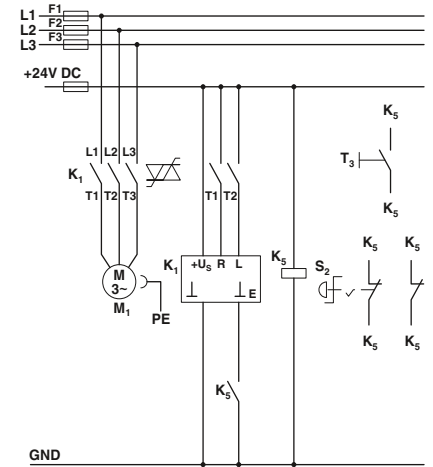 L1 F1
L2 F2
L3 F3
+24V DC
L1 L2 L3
K1
T1 T2 T3
M
3~
M1
PE
T1 T2
K1
+US R L
E
K5
K5
K5
T3
K5
S2
K5 K5
K5 K5
GND